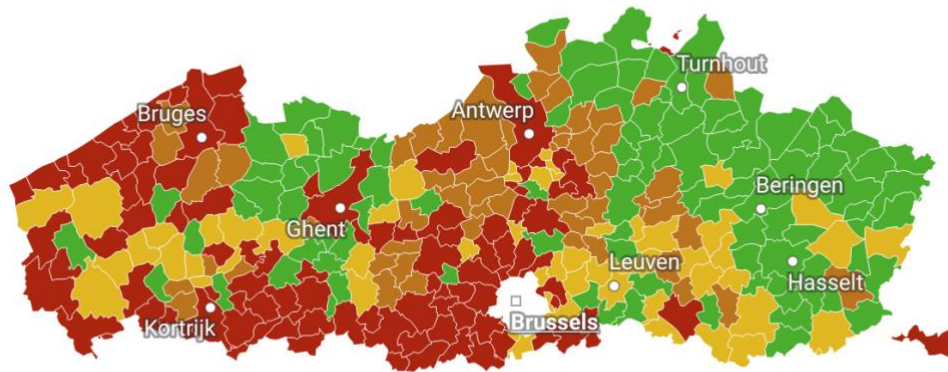 Turnhout
Bruges
Antwerp
Beringen
Ghent
Leuven
Hasselt
Kortrijk
Brussels